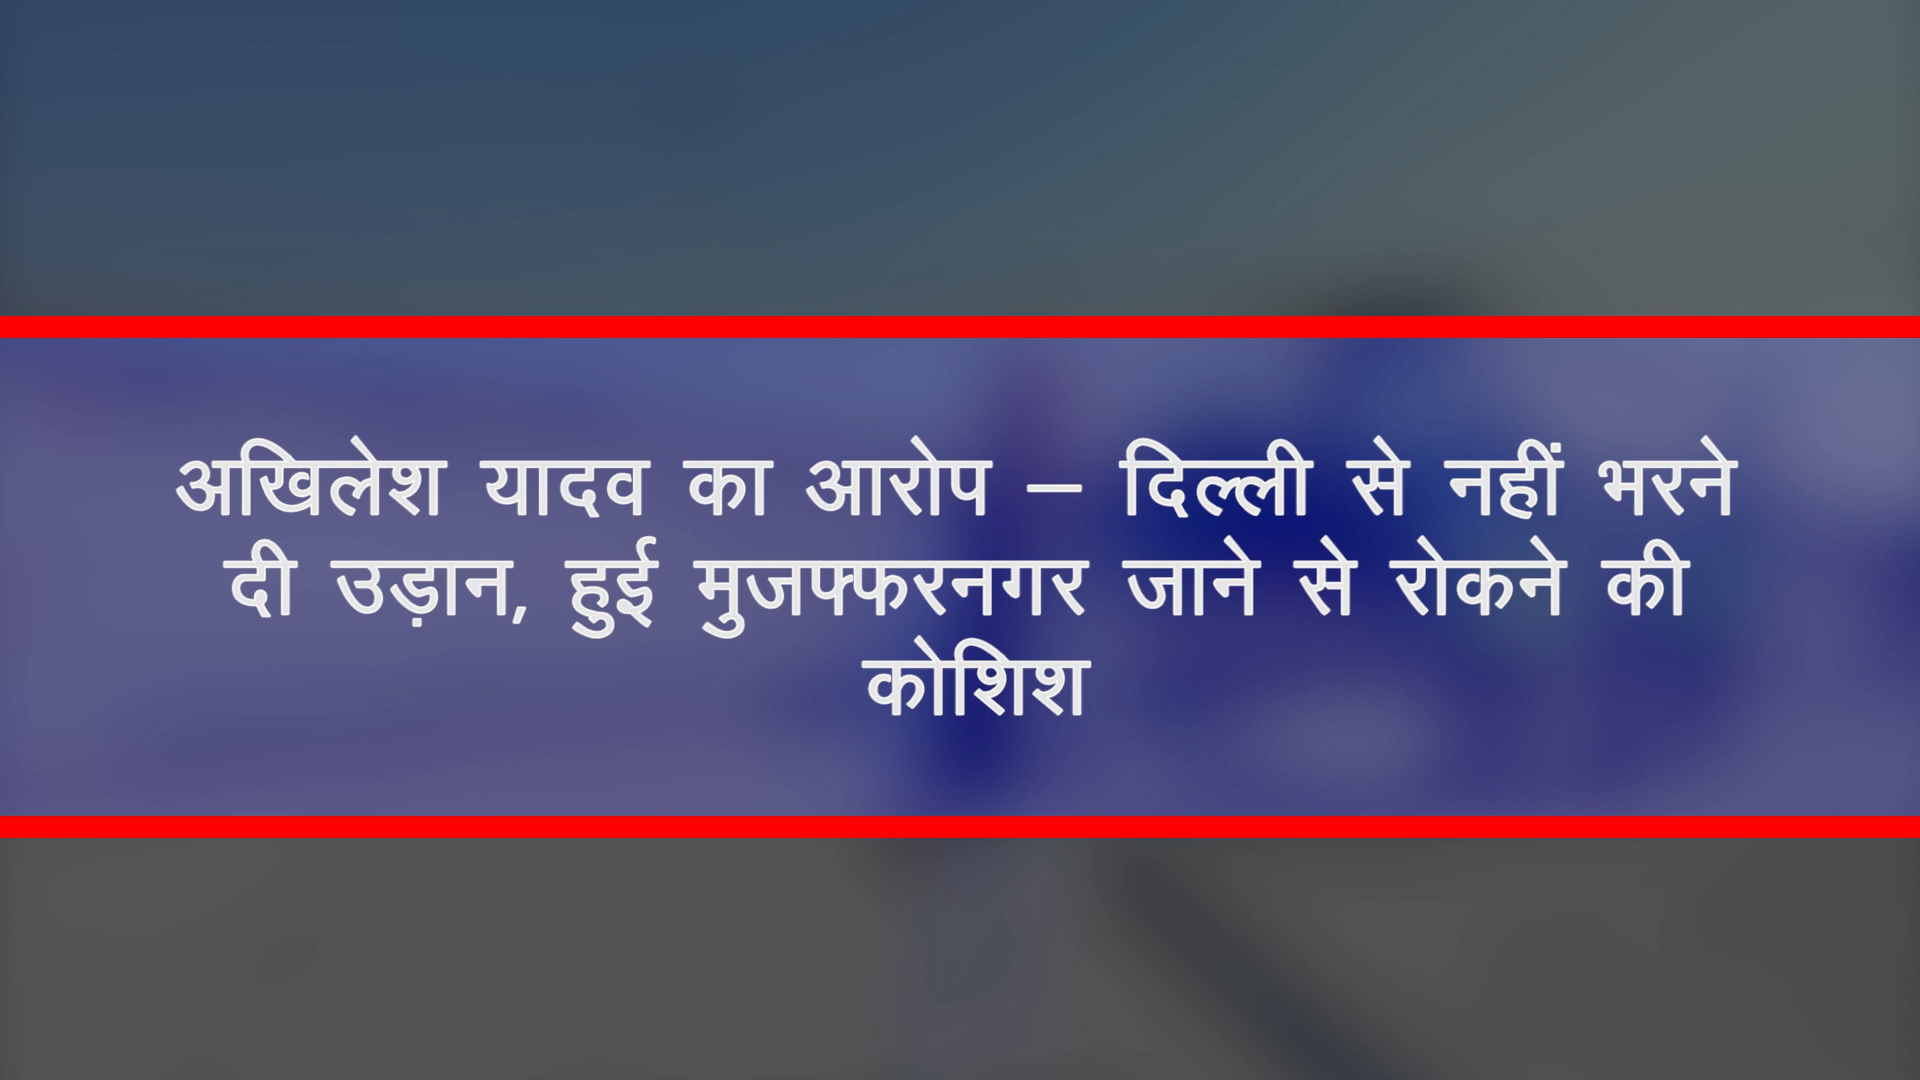 अखिलेश यादव का आरोप – दिल्ली से नहीं भरने
दी उड़ान, हुई मुजफ्फरनगर जाने से रोकने की
कोशिश